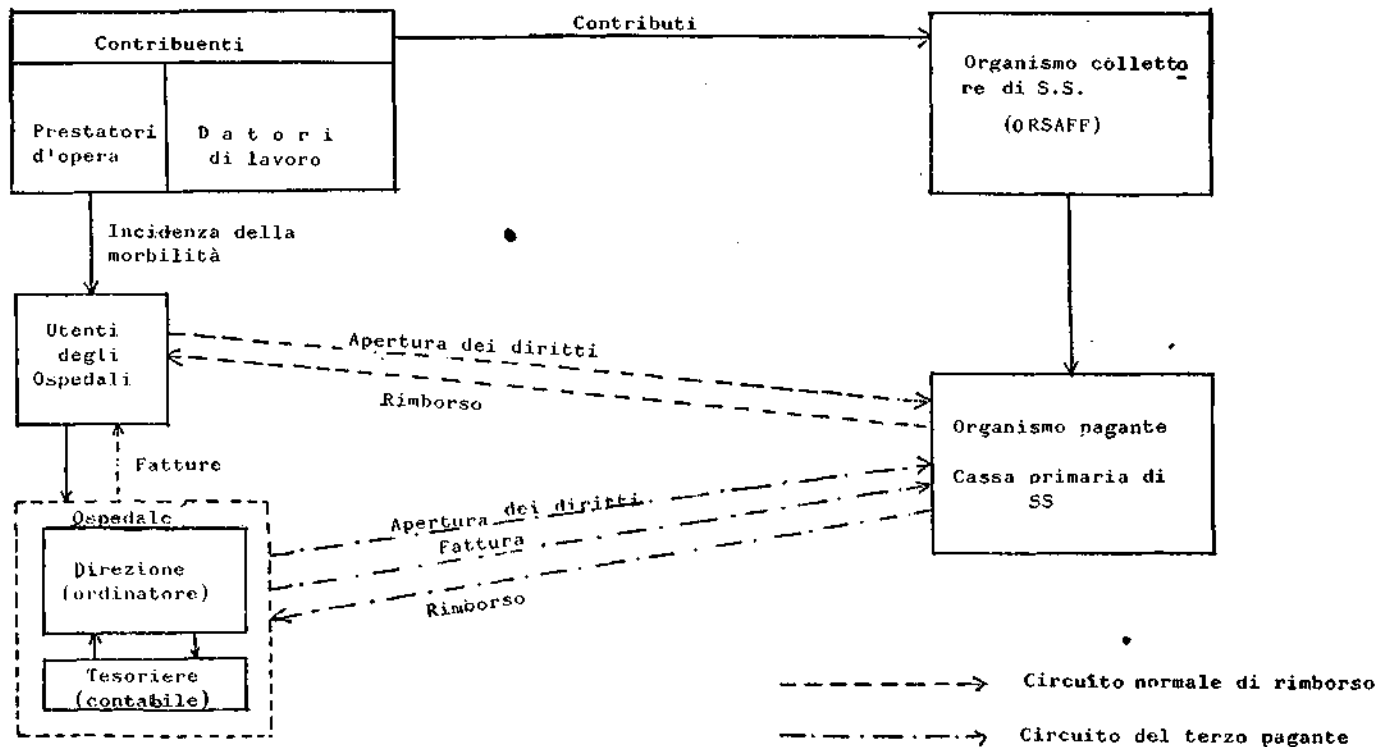 Contribuenti
Prestatori
d'opera
D a t o r i
di lavoro
Contributi
Organismo colletto
re di S.S.
(ORSAFF)
Incidenza della
morbilità
Utenti
degli
Ospedali
Apertura dei diritti
Rimborso
Organismo pagante
Cassa primaria di
SS
Fatture
Ospedale
Direzione
(ordinatore)
Tesoriere
(contabile)
Apertura dei diritti
Fattura
Rimborso
Circuito normale di rimborso
Circuito del terzo pagante